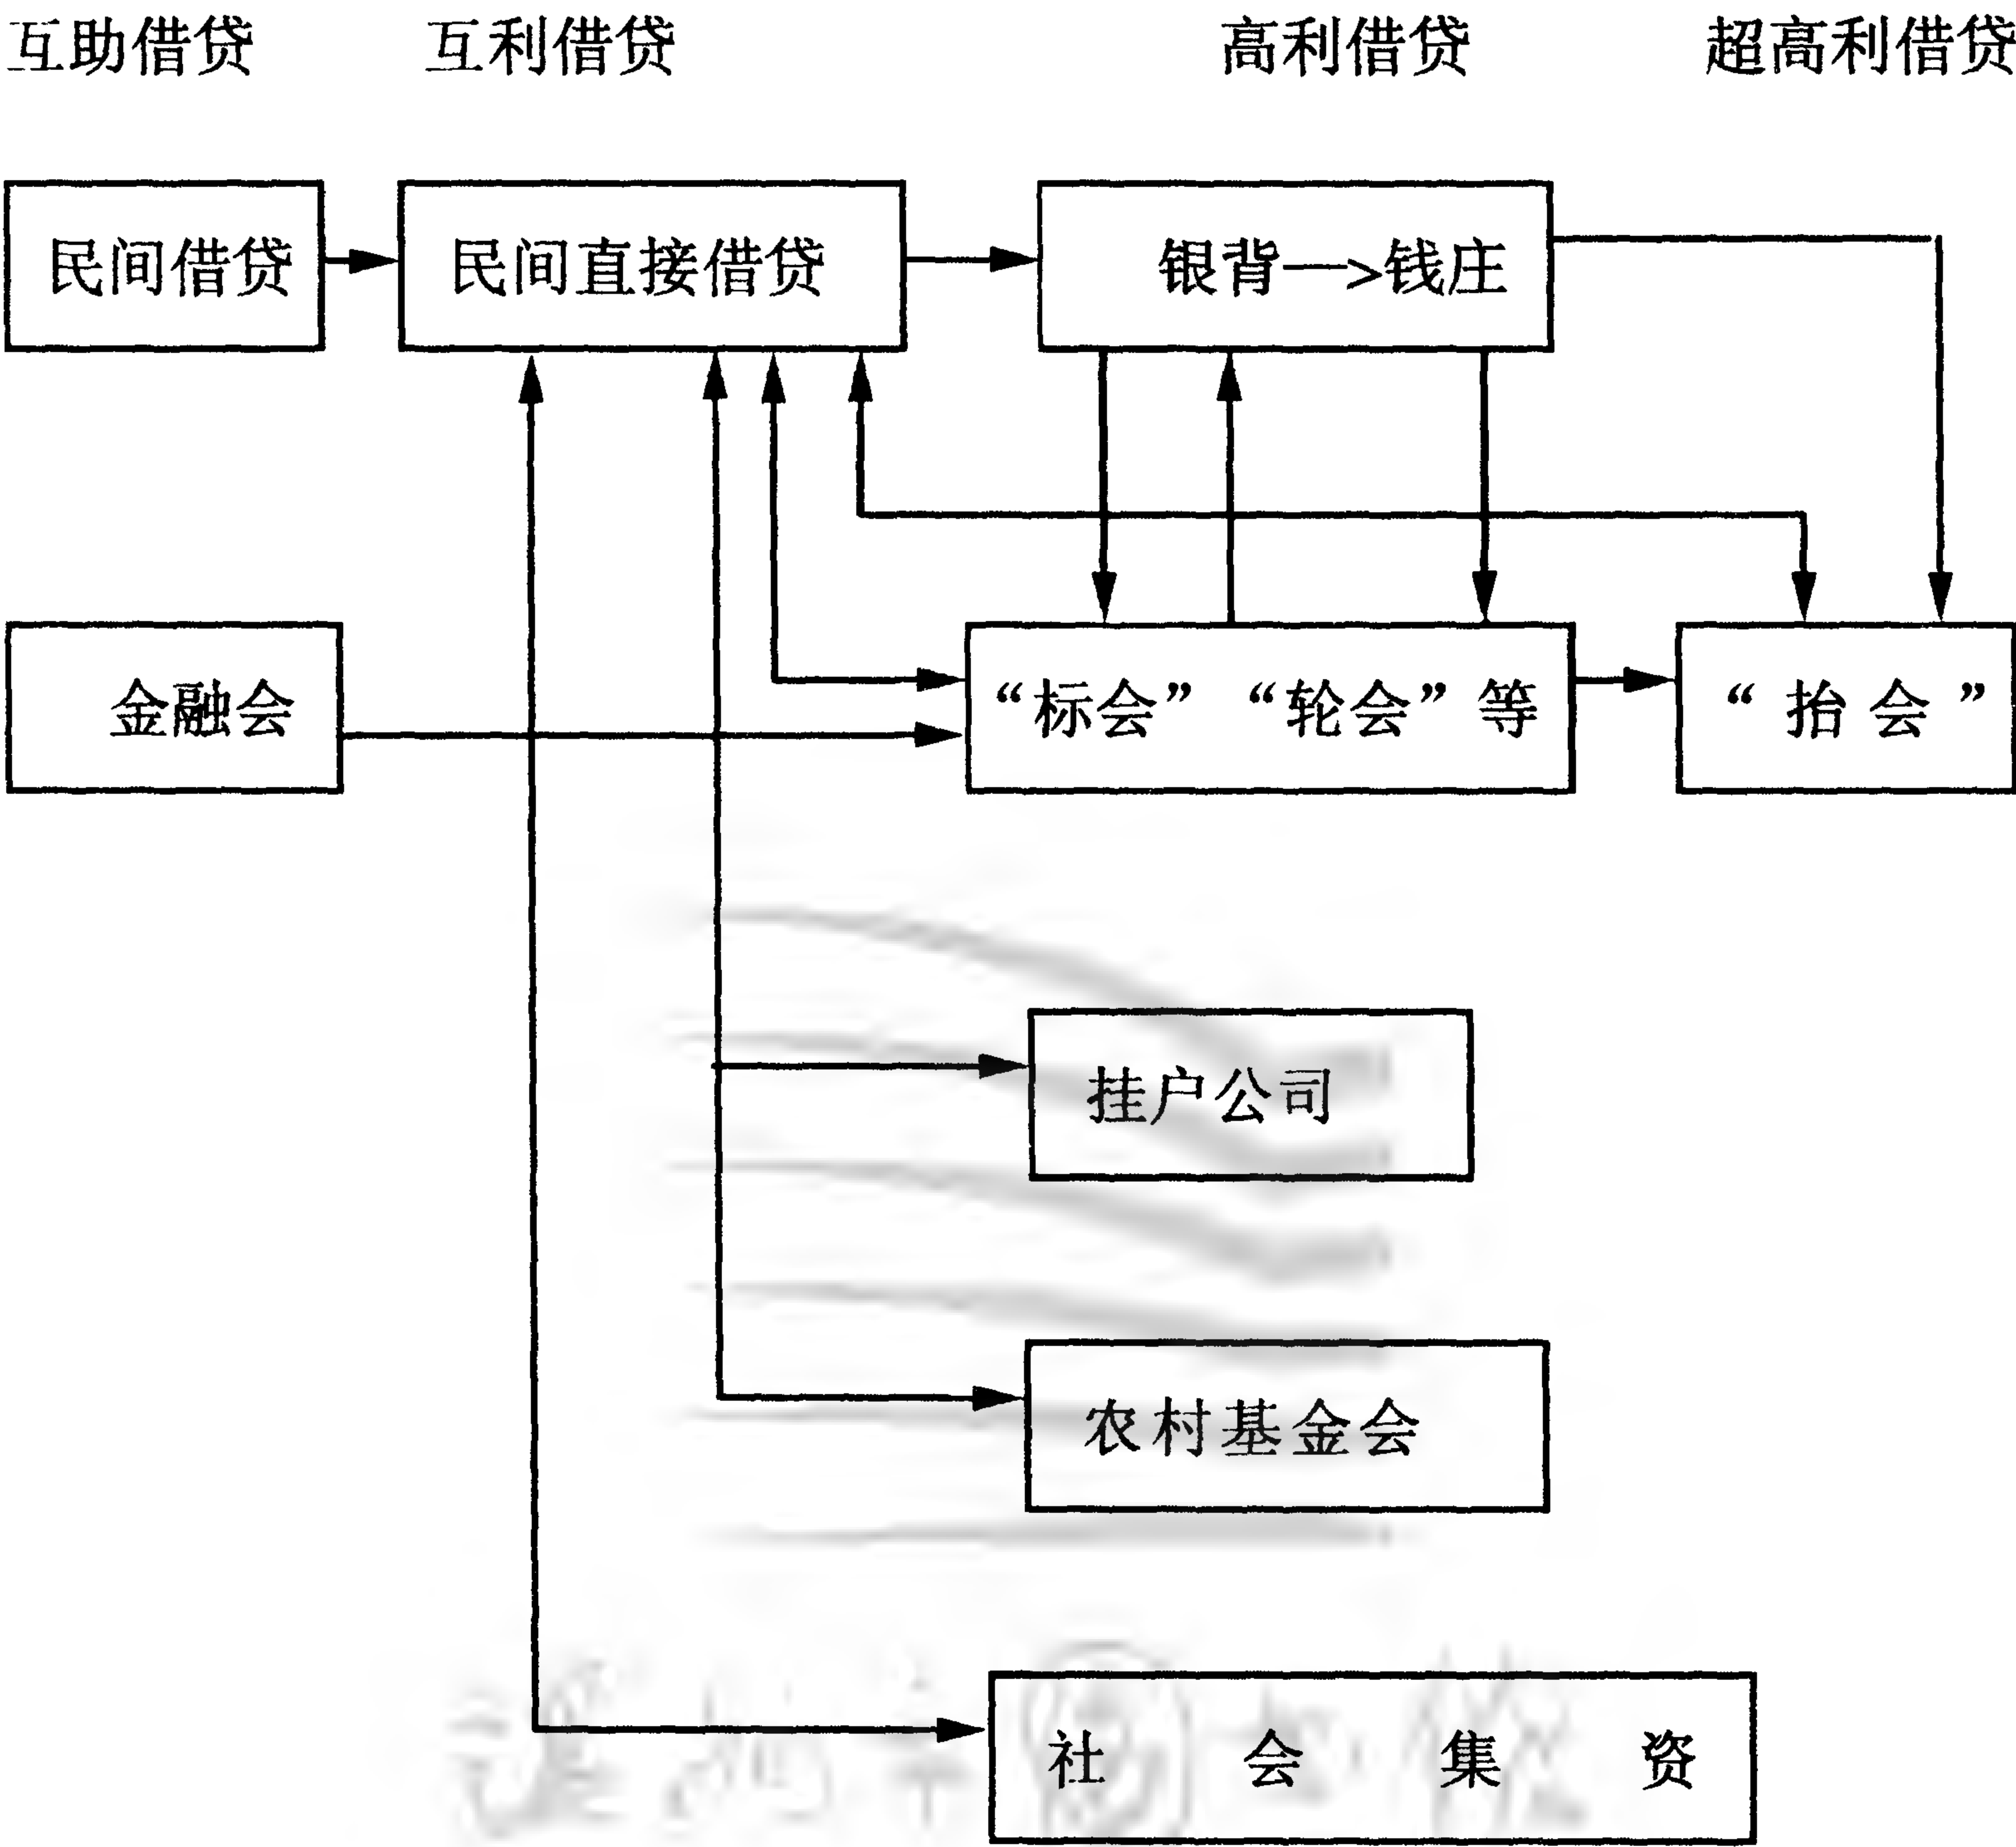 互助借贷 互利借贷 高利借贷 超高利借贷
民间借贷 民间直接借贷 银背—>钱庄
金融会 “标会” “轮会” 等 “抬会”
挂户公司
农村基金会
社会集资